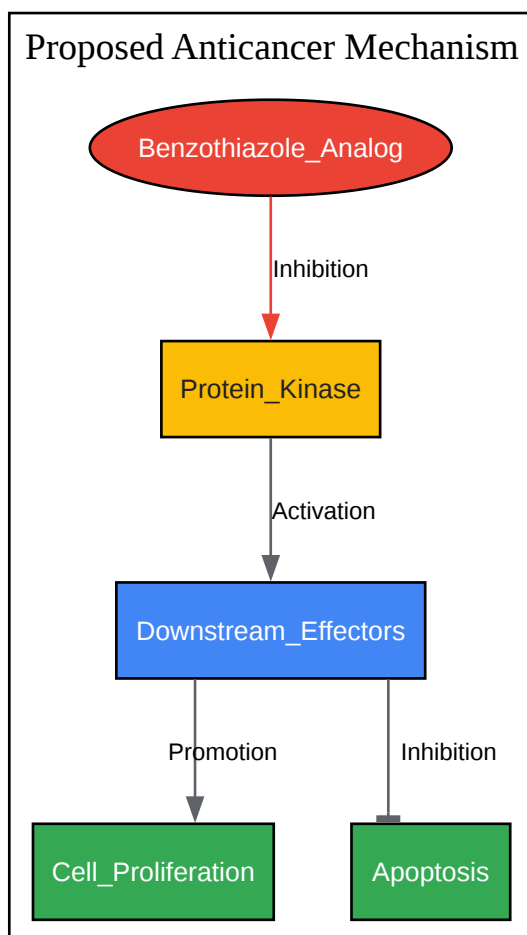 Proposed Anticancer Mechanism
Benzothiazole_Analog
Inhibition
Protein_Kinase
Activation
Downstream_Effectors
Promotion
Inhibition
Cell_Proliferation
Apoptosis